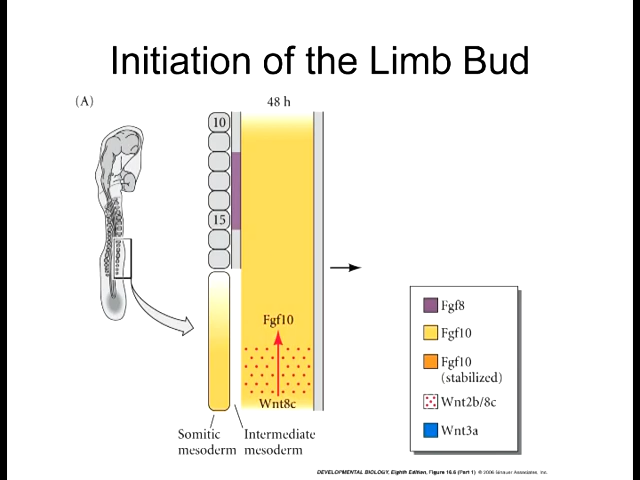 Initiation of the Limb Bud
(A)
48 h
10
15
Fgf10
Wnt8c
Somitic
mesoderm
Intermediate
mesoderm
Fgf8
Fgf10
Fgf10
(stabilized)
Wnt2b/8c
Wnt3a
DEVELOPMENTAL BIOLOGY, Eighth Edition, Figure 16.6 (Part 1) © 2006 Sinauer Associates, Inc.